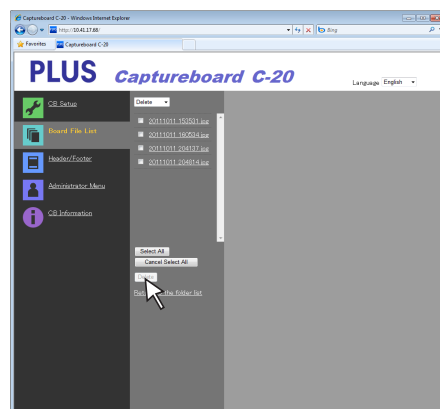 Captureboard C-20 - Windows Internet Explorer
http://10.41.17.68/
Bing
Favorites
Captureboard C-20
PLUS Captureboard C-20
Language English
CB Setup
Delete
20111011_153531.jpg
Board File List
20111011_160534.jpg
20111011_204137.jpg
Header/Footer
20111011_204814.jpg
Administrator Menu
CB Information
Select All
Cancel Select All
Delete
the folder list